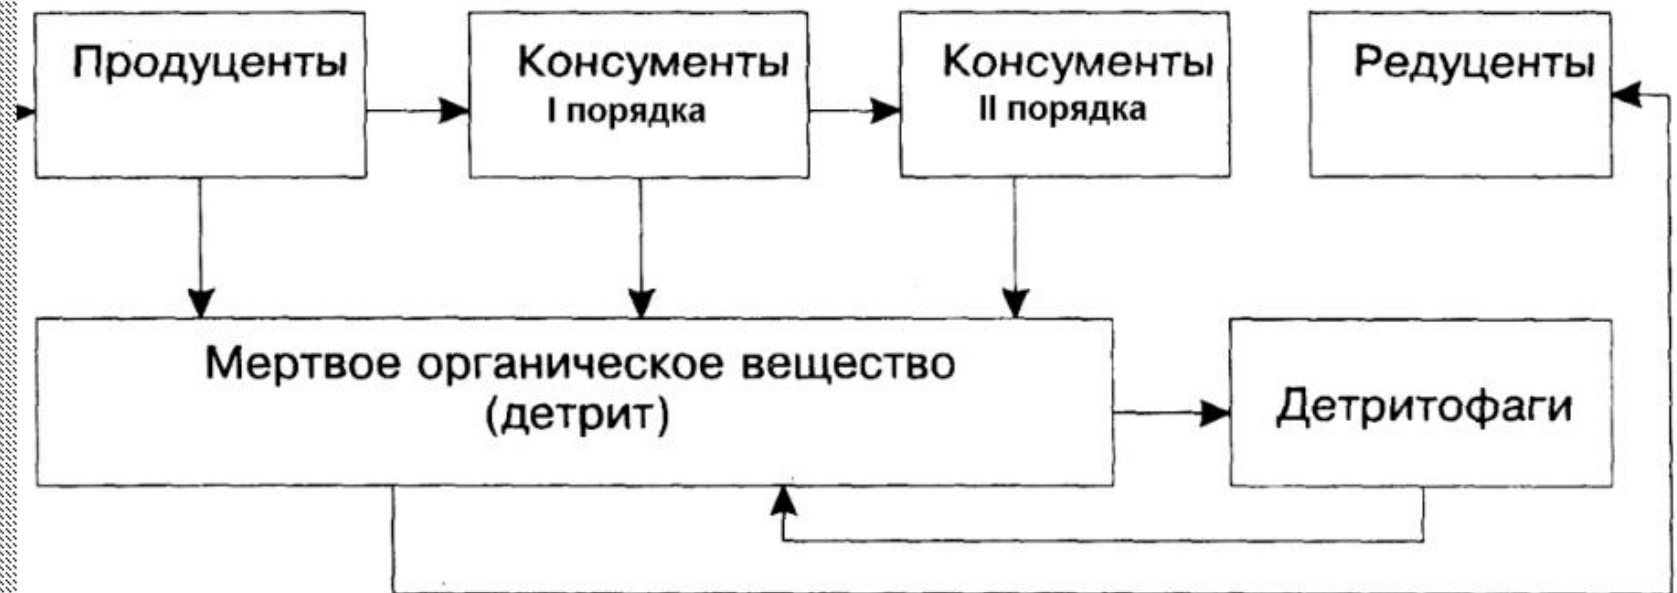 Продуценты
Консументы
I порядка
Консументы
II порядка
Редуценты
Мертвое органическое вещество
(детрит)
Детритофаги